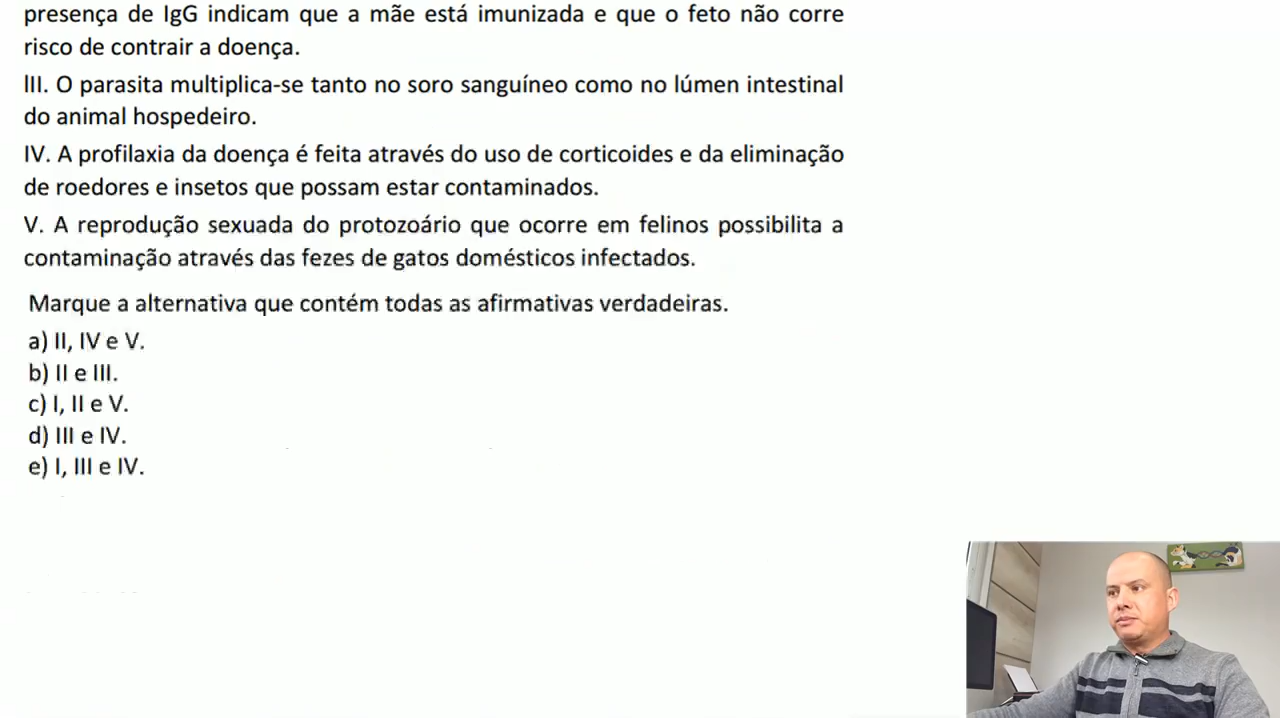 presença de IgG indicam que a mãe está imunizada e que o feto não corre
risco de contrair a doença.
lII. O parasita multiplica-se tanto no soro sanguíneo como no lúmen intestinal
do animal hospedeiro.
IV. A profilaxia da doença é feita através do uso de corticoides e da eliminação
de roedores e insetos que possam estar contaminados.
V. A reprodução sexuada do protozoário que ocorre em felinos possibilita a
contaminação através das fezes de gatos domésticos infectados.
Marque a alternativa que contém todas as afirmativas verdadeiras.
a) II, IV e V.
b) II e III.
c) I, II e V.
d) III e IV.
e) I, III e IV.